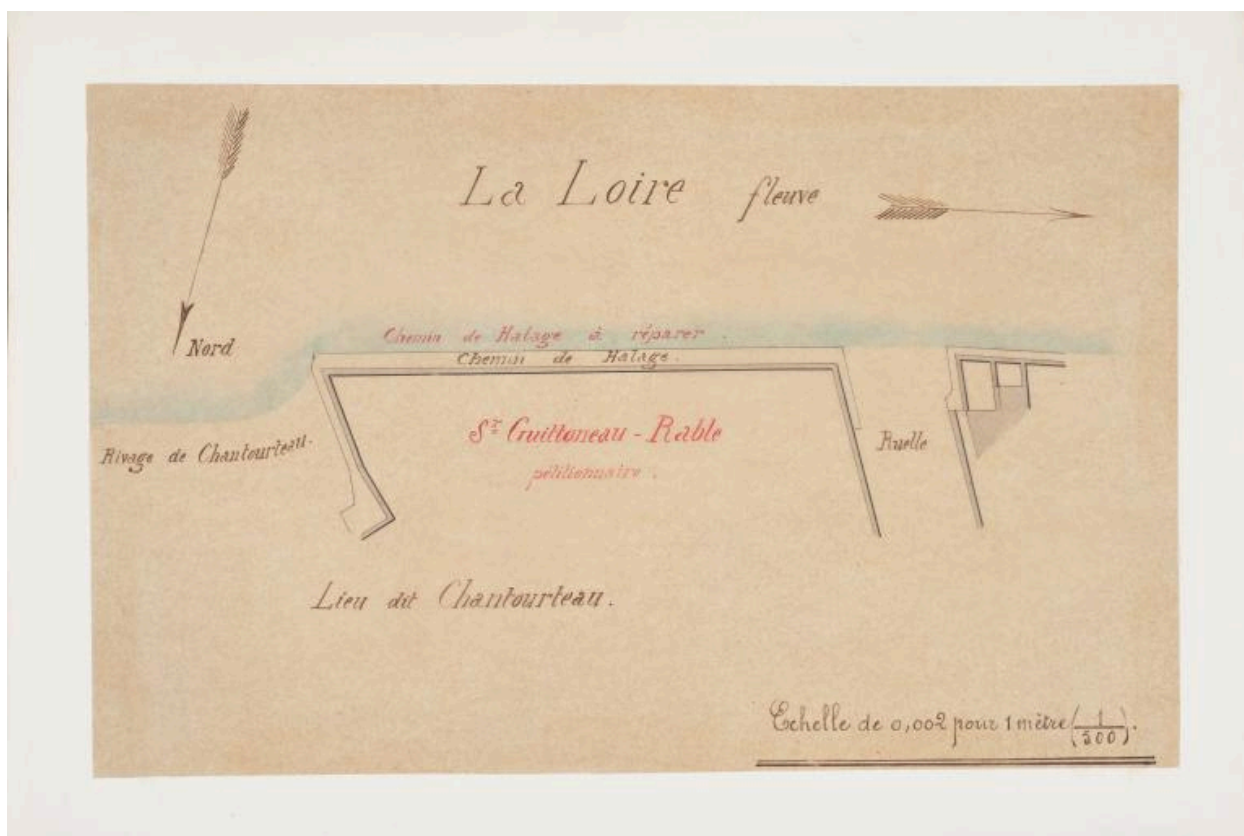 La Loire fleuve
Nord
Chemin de Halage à réparer.
Chemin de Halage.
Rivage de Chantourteau.
Sr Guittoneau - Rable
pétitionnaire.
Ruelle
Lieu dit Chantourteau.
Echelle de 0,002 pour 1 mètre (1/500).